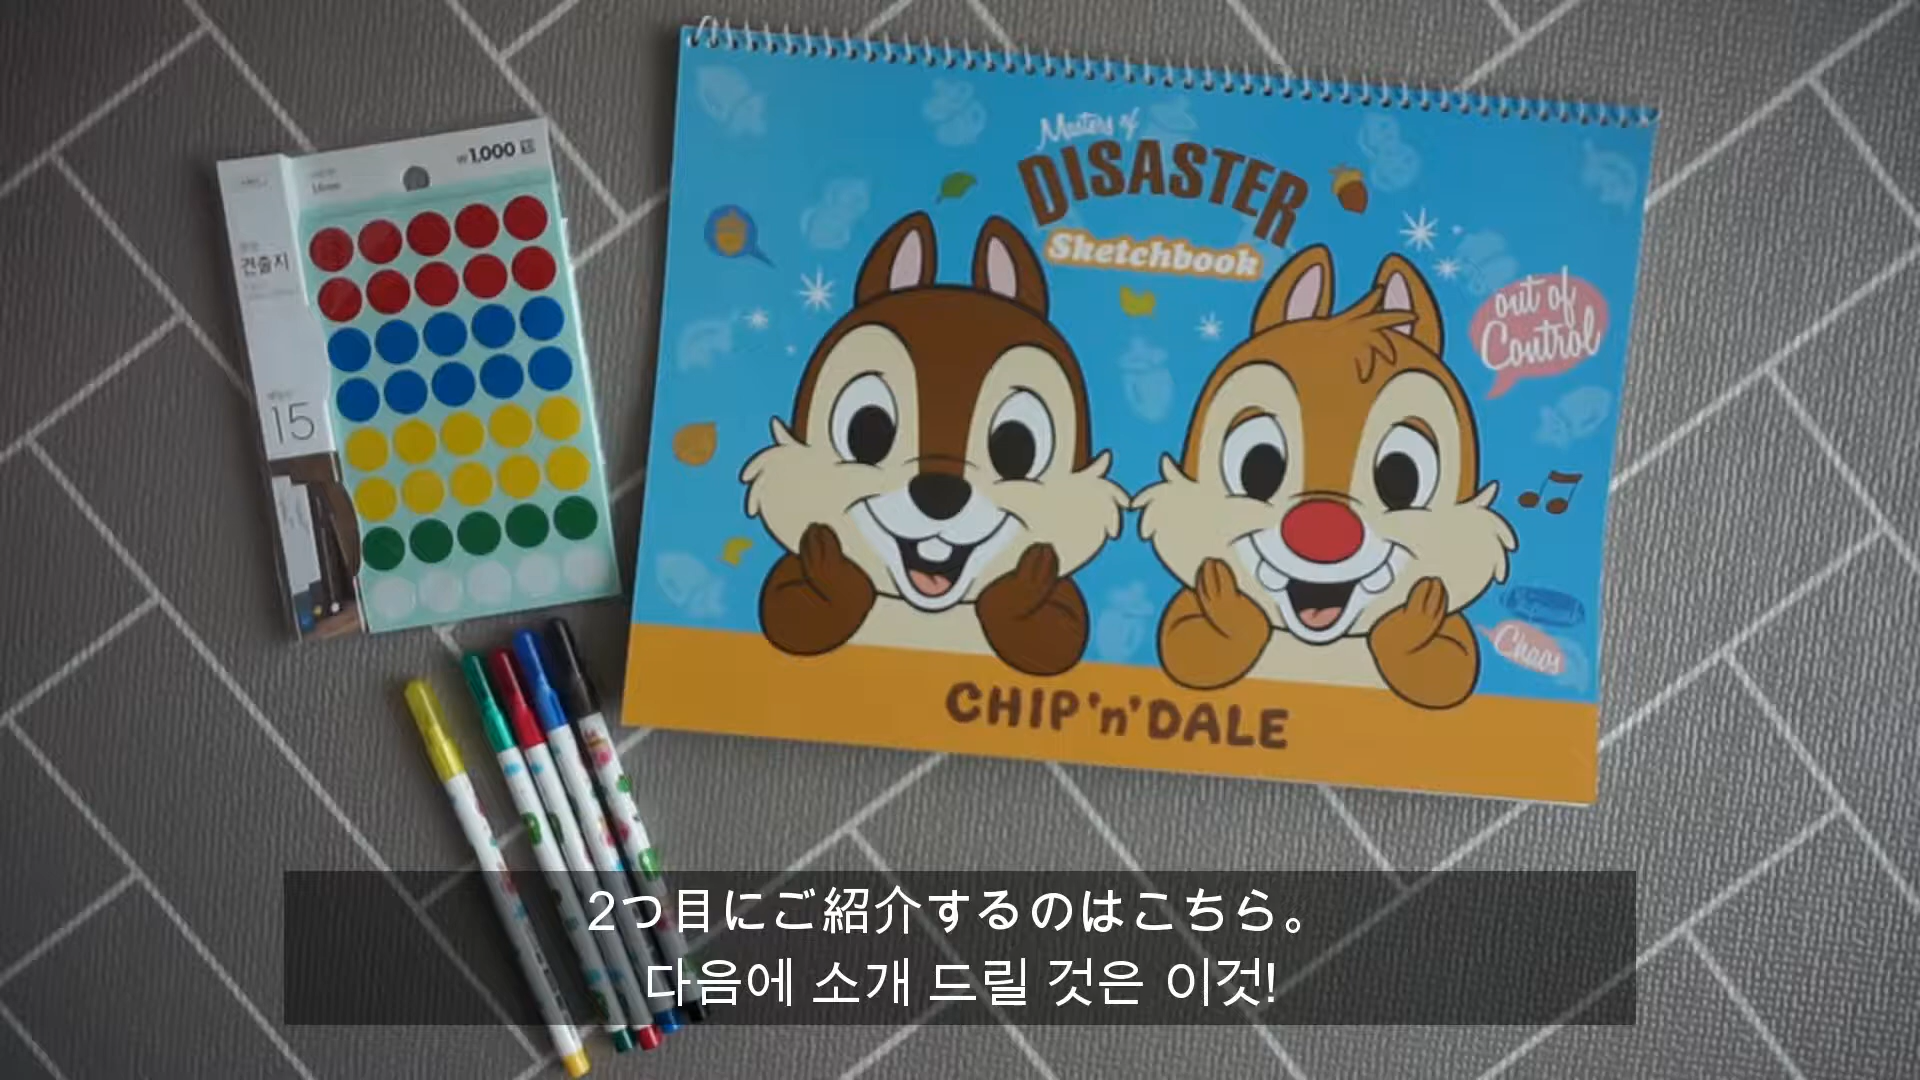 ₩1,000
16mm
견출지
15
Masters of
DISASTER
Sketchbook
out of
Control
Chaos
CHIP 'n' DALE
2つ目にご紹介するのはこちら。
다음에 소개 드릴 것은 이것!